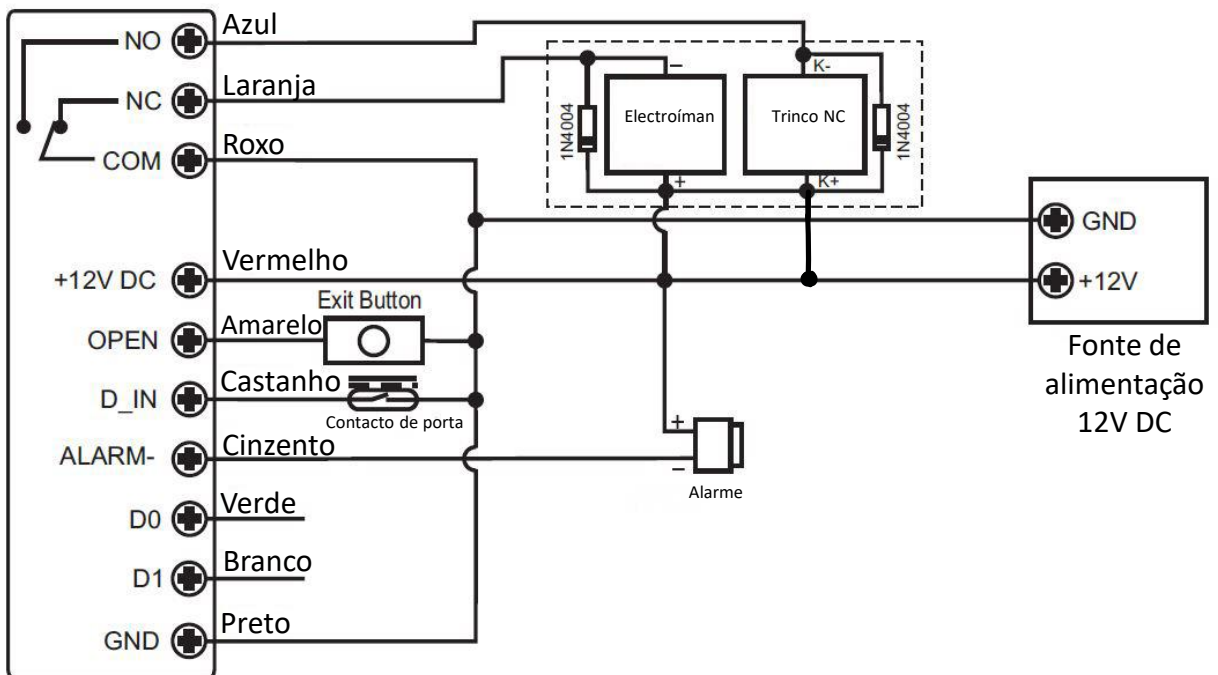 NO
Azul
NC
Laranja
COM
Roxo
+12V DC
Vermelho
OPEN
Amarelo
Exit Button
D_IN
Castanho
Contacto de porta
ALARM-
Cinzento
D0
Verde
D1
Branco
GND
Preto
1N4004
−
Electroíman
+
K-
Trinco NC
K+
1N4004
+
−
Alarme
GND
+12V
Fonte de
alimentação
12V DC